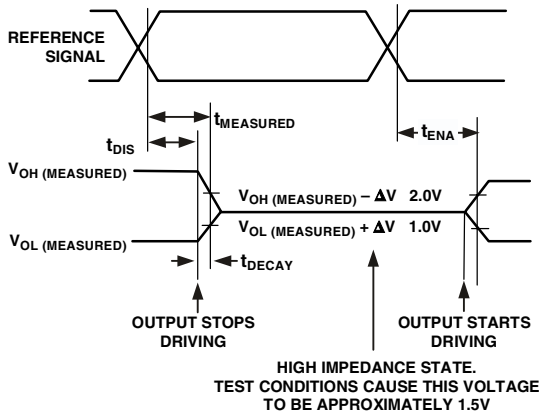 REFERENCE
SIGNAL
tMEASURED
tDIS
tENA
VOH (MEASURED)
VOH (MEASURED) – ΔV 2.0V
VOL (MEASURED) + ΔV 1.0V
VOL (MEASURED)
tDECAY
OUTPUT STOPS
DRIVING
OUTPUT STARTS
DRIVING
HIGH IMPEDANCE STATE.
TEST CONDITIONS CAUSE THIS VOLTAGE
TO BE APPROXIMATELY 1.5V